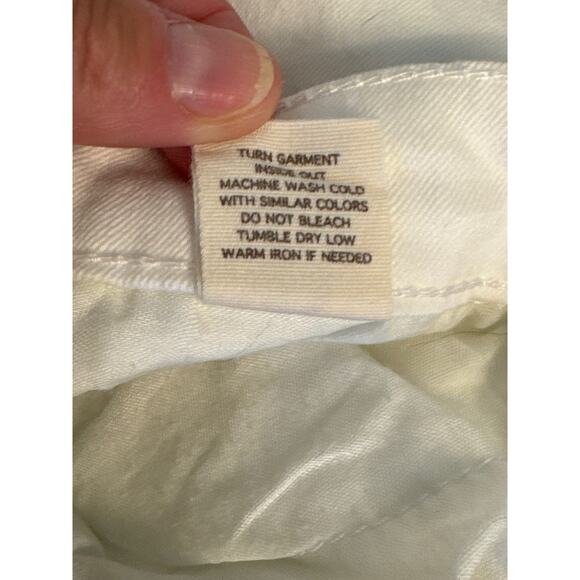 TURN GARMENT
INSIDE OUT
MACHINE WASH COLD
WITH SIMILAR COLORS
DO NOT BLEACH
TUMBLE DRY LOW
WARM IRON IF NEEDED